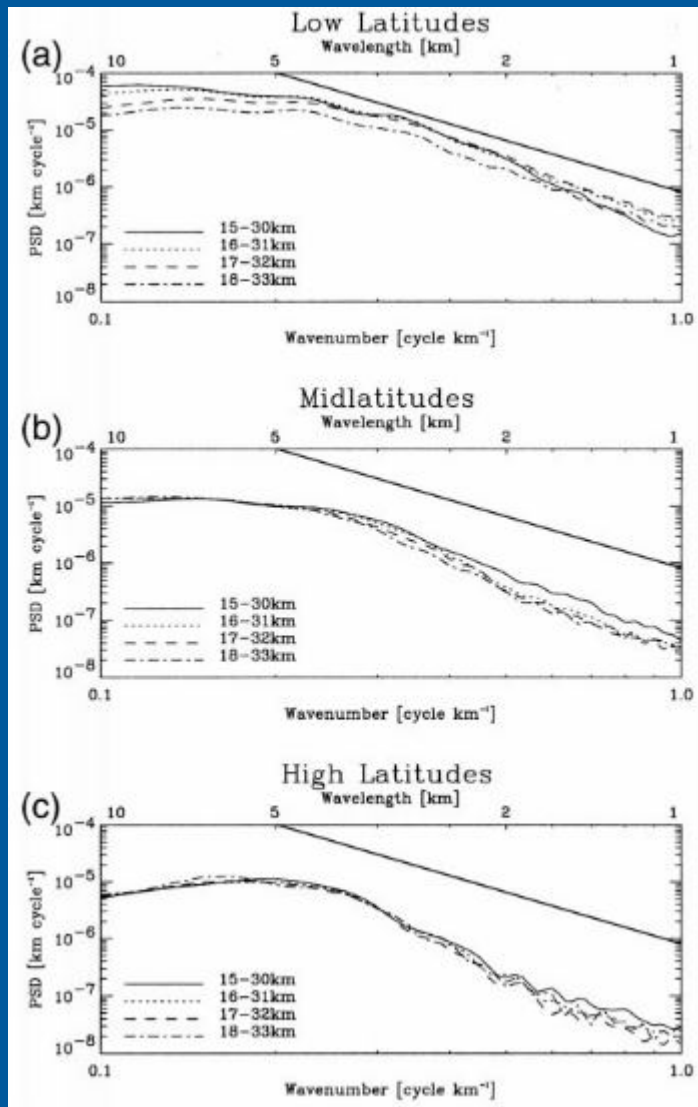 (a)
Low Latitudes
Wavelength [km]
10 5 2 1
10⁻⁴
10⁻⁵
10⁻⁶
10⁻⁷
10⁻⁸
PSD [km cycle⁻¹]
15-30km
16-31km
17-32km
18-33km
0.1 1.0
Wavenumber [cycle km⁻¹]
(b)
Midlatitudes
Wavelength [km]
10 5 2 1
10⁻⁴
10⁻⁵
10⁻⁶
10⁻⁷
10⁻⁸
PSD [km cycle⁻¹]
15-30km
16-31km
17-32km
18-33km
0.1 1.0
Wavenumber [cycle km⁻¹]
(c)
High Latitudes
Wavelength [km]
10 5 2 1
10⁻⁴
10⁻⁵
10⁻⁶
10⁻⁷
10⁻⁸
PSD [km cycle⁻¹]
15-30km
16-31km
17-32km
18-33km
0.1 1.0
Wavenumber [cycle km⁻¹]